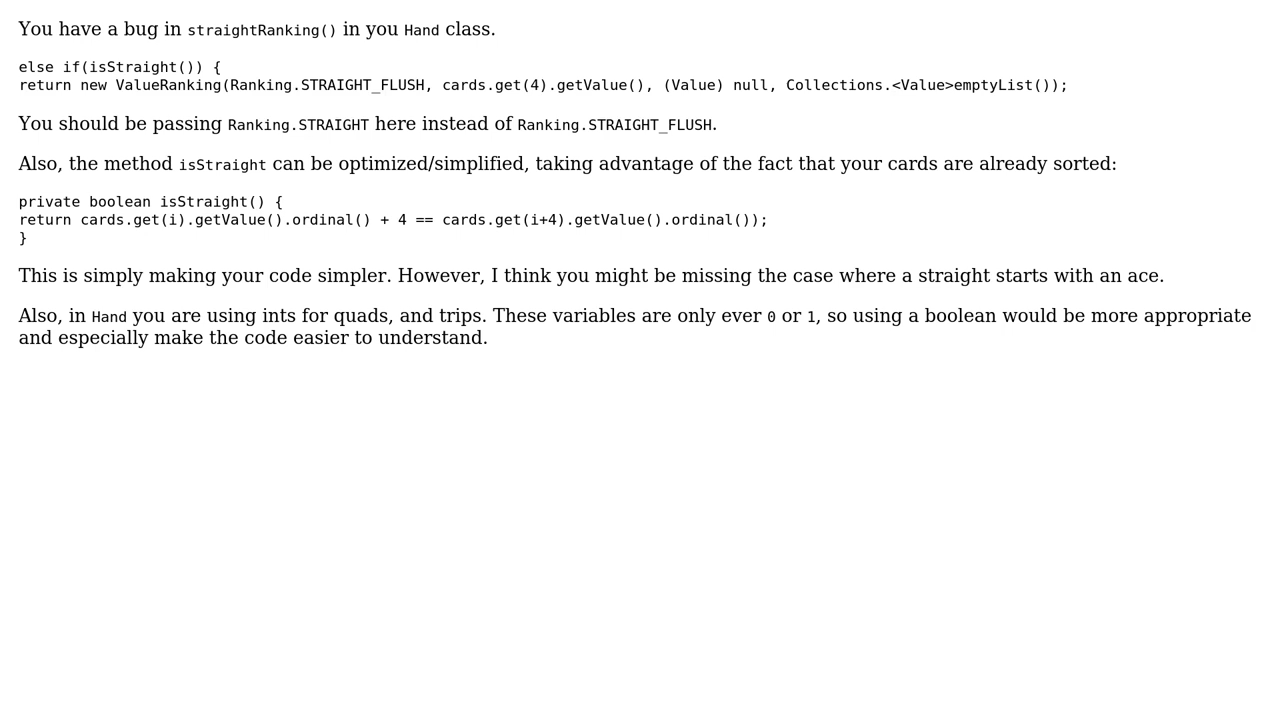 You have a bug in straightRanking() in you Hand class.
else if(isStraight()) {
return new ValueRanking(Ranking.STRAIGHT_FLUSH, cards.get(4).getValue(), (Value) null, Collections.<Value>emptyList());
You should be passing Ranking.STRAIGHT here instead of Ranking.STRAIGHT_FLUSH.
Also, the method isStraight can be optimized/simplified, taking advantage of the fact that your cards are already sorted:
private boolean isStraight() {
return cards.get(i).getValue().ordinal() + 4 == cards.get(i+4).getValue().ordinal());
}
This is simply making your code simpler. However, I think you might be missing the case where a straight starts with an ace.
Also, in Hand you are using ints for quads, and trips. These variables are only ever 0 or 1, so using a boolean would be more appropriate
and especially make the code easier to understand.